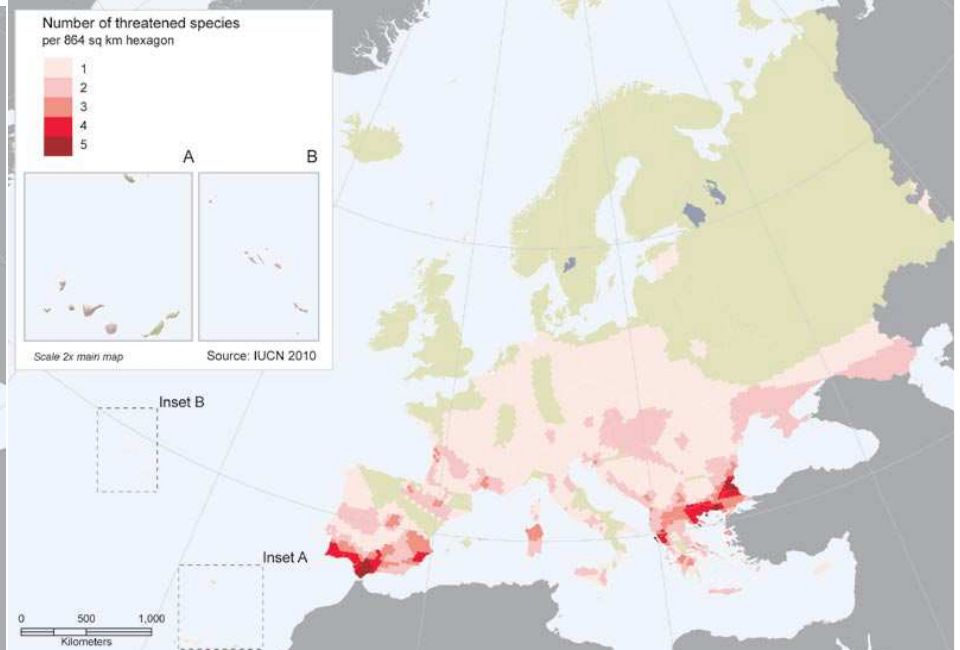 Number of threatened species
per 864 sq km hexagon
1
2
3
4
5
A
B
Scale 2x main map
Source: IUCN 2010
Inset B
Inset A
0 500 1,000
Kilometers